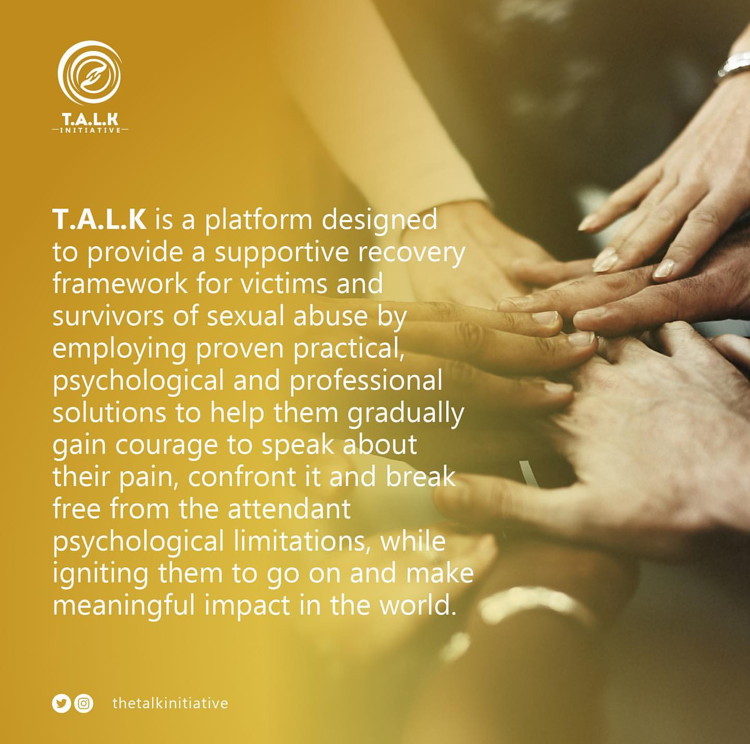 T.A.L.K
INITIATIVE
T.A.L.K is a platform designed
to provide a supportive recovery
framework for victims and
survivors of sexual abuse by
employing proven practical,
psychological and professional
solutions to help them gradually
gain courage to speak about
their pain, confront it and break
free from the attendant
psychological limitations, while
igniting them to go on and make
meaningful impact in the world.
thetalkinitiative